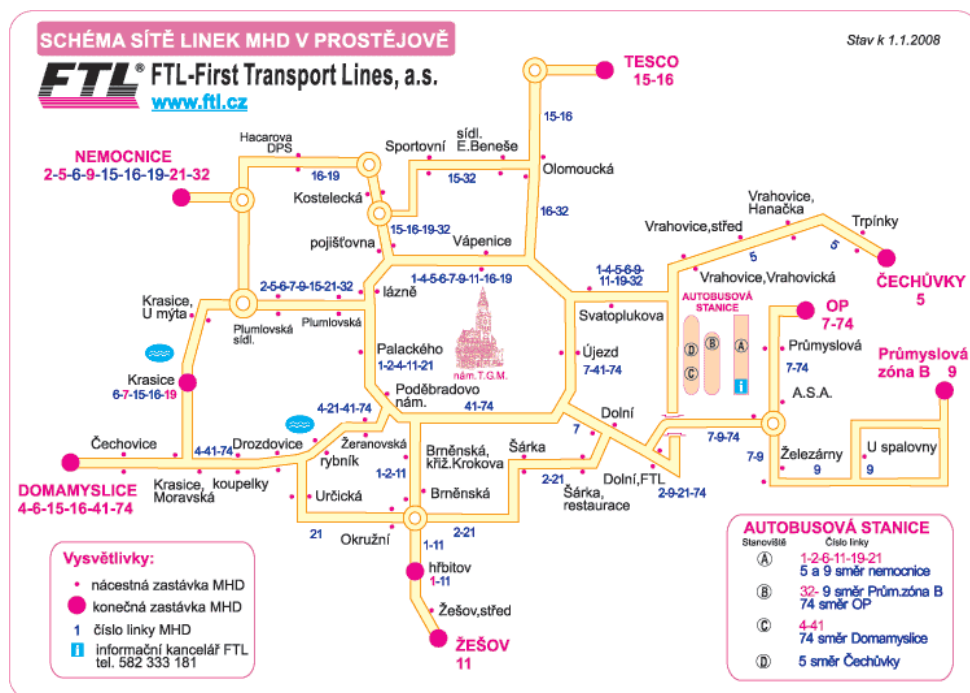 SCHÉMA SÍTĚ LINEK MHD V PROSTĚJOVĚ
Stav k 1.1.2008
FTL® FTL-First Transport Lines, a.s.
www.ftl.cz
TESCO
15-16
15-16
Hacarova
DPS
Sportovní
sídl.
E.Beneše
NEMOCNICE
2-5-6-9-15-16-19-21-32
16-19
15-32
Olomoucká
Kostelecká
16-32
Vrahovice,
Hanačka
Trpínky
Vrahovice,střed
15-16-19-32
pojišťovna
Vápenice
5
5
1-4-5-6-7-9-11-16-19
1-4-5-6-9-
11-19-32
Vrahovice,Vrahovická
ČECHŮVKY
5
2-5-6-7-9-15-21-32
lázně
AUTOBUSOVÁ
STANICE
Krasice,
U mýta
Plumlovská
sídl.
Plumlovská
Svatoplukova
OP
7-74
D
B
A
C
i
Palackého
1-2-4-11-21
nám.T.G.M.
Újezd
7-41-74
Průmyslová
7-74
Průmyslová
zóna B 9
Krasice
6-7-15-16-19
Poděbradovo
nám.
A.S.A.
4-21-41-74
41-74
Dolní
7
7-9-74
Čechovice
4-41-74
Drozdovice
Žeranovská
rybník
Brněnská,
křiž.Krokova
Šárka
7-9
Železárny
9
U spalovny
9
1-2-11
Dolní,FTL
2-21
2-9-21-74
DOMAMYSLICE
4-6-15-16-41-74
Krasice,
Moravská
koupelky
Určická
Brněnská
Šárka,
restaurace
21
Okružní
2-21
1-11
hřbitov
1-11
Žešov,střed
ŽEŠOV
11
Vysvětlivky:
nácestná zastávka MHD
konečná zastávka MHD
1 číslo linky MHD
i informační kancelář FTL
tel. 582 333 181
AUTOBUSOVÁ STANICE
Stanoviště Číslo linky
A 1-2-6-11-19-21
5 a 9 směr nemocnice
B 32- 9 směr Prům.zóna B
74 směr OP
C 4-41
74 směr Domamyslice
D 5 směr Čechůvky